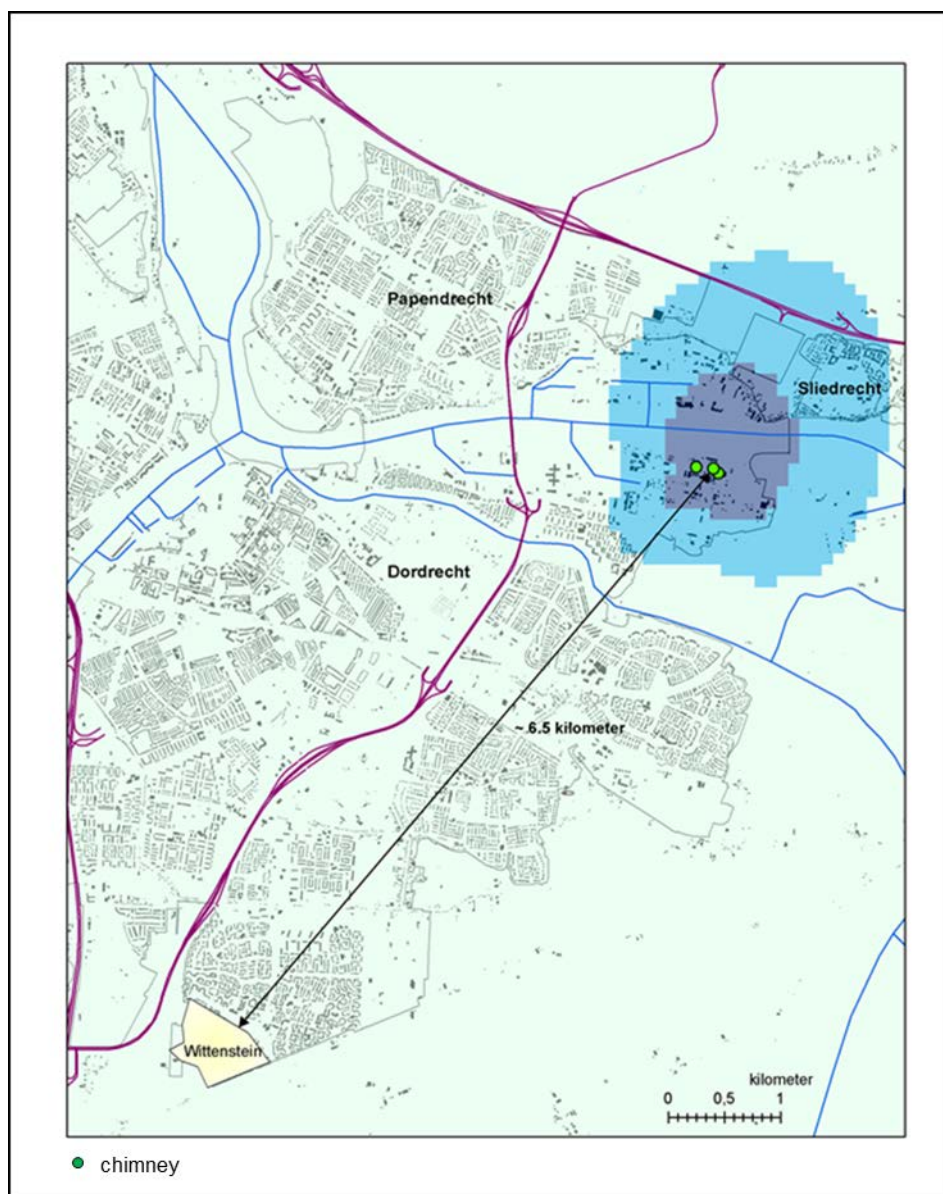 Papendrecht
Sliedrecht
Dordrecht
~ 6.5 kilometer
Wittenstein
kilometer
0 0,5 1
chimney